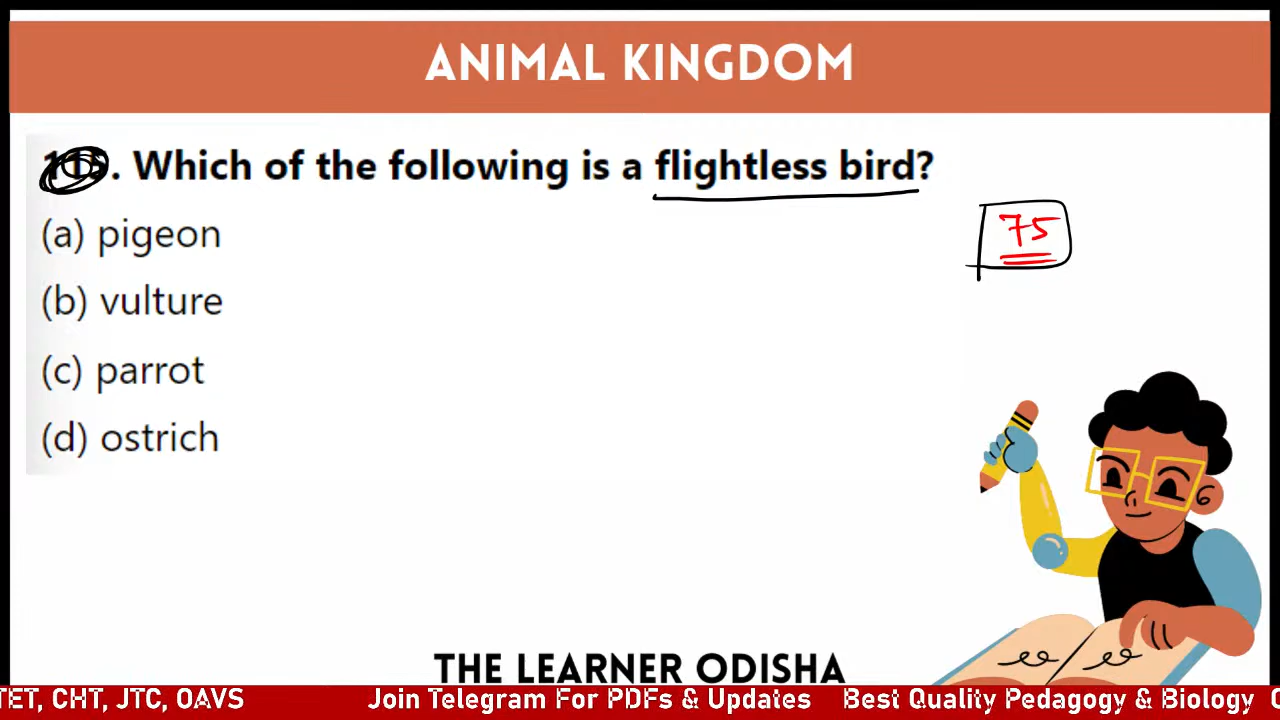 ANIMAL KINGDOM
115. Which of the following is a flightless bird?
75
(a) pigeon
(b) vulture
(c) parrot
(d) ostrich
THE LEARNER ODISHA
TET, CHT, JTC, OAVS Join Telegram For PDFs & Updates Best Quality Pedagogy & Biology